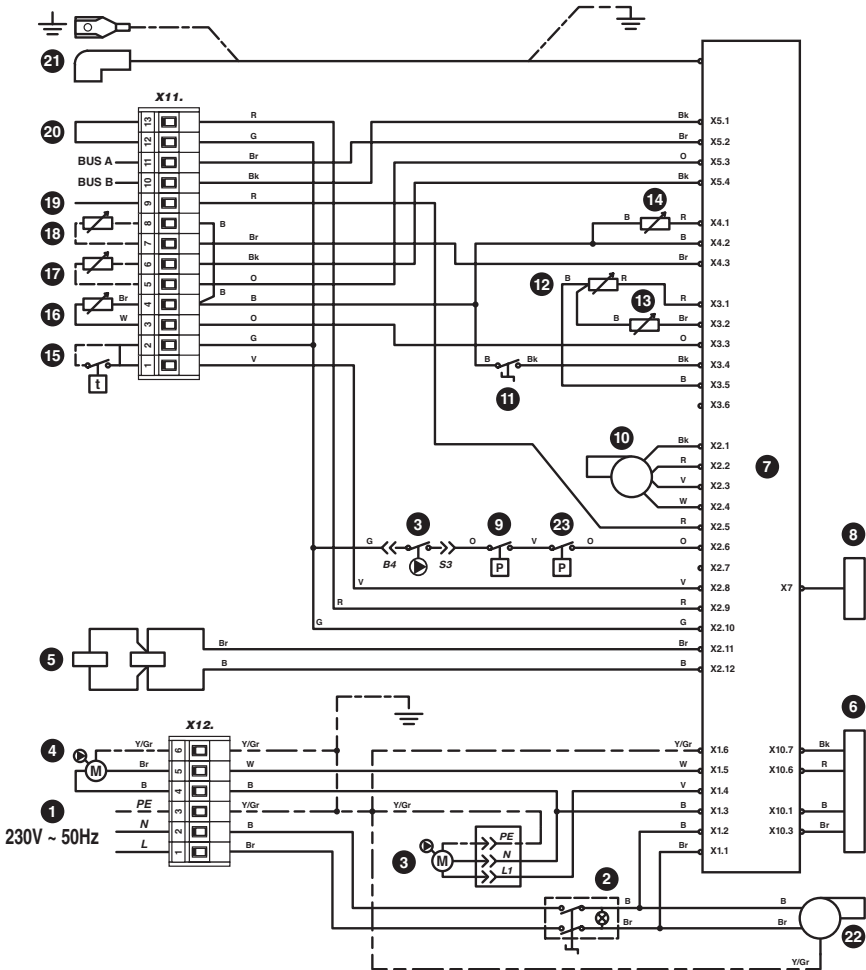 21
X11.
20
13 R Bk X5.1
12 G Br X5.2
BUS A 11 Br O X5.3
BUS B 10 Bk Bk X5.4
19 9 R 14
18 8 B B R X4.1
7 Br B X4.2
17 6 Bk Br X4.3
5 O B 12 B R
16 Br 4 B 13 R X3.1
W 3 O B Br X3.2
15 2 G O X3.3
t 1 V B Bk Bk X3.4
11 B X3.5
X3.6
10 Bk X2.1
R X2.2 7
V X2.3
W X2.4
3 9 23 R X2.5 8
G O V O O X2.6
B4 S3 P P X2.7
V V X2.8 X7
R R X2.9
G G X2.10
5 Br Br X2.11
B B X2.12
X12. 6
4 Y/Gr 6 Y/Gr Y/Gr X1.6 X10.7 Bk
M Br 5 W W X1.5 X10.6 R
B 4 B V X1.4
1 PE 3 Y/Gr Y/Gr B X1.3 X10.1 B
230V ~ 50Hz N 2 B PE B X1.2 X10.3 Br
L 1 Br 3 M N Br X1.1
L1
2
B B
Br Br 22
Y/Gr